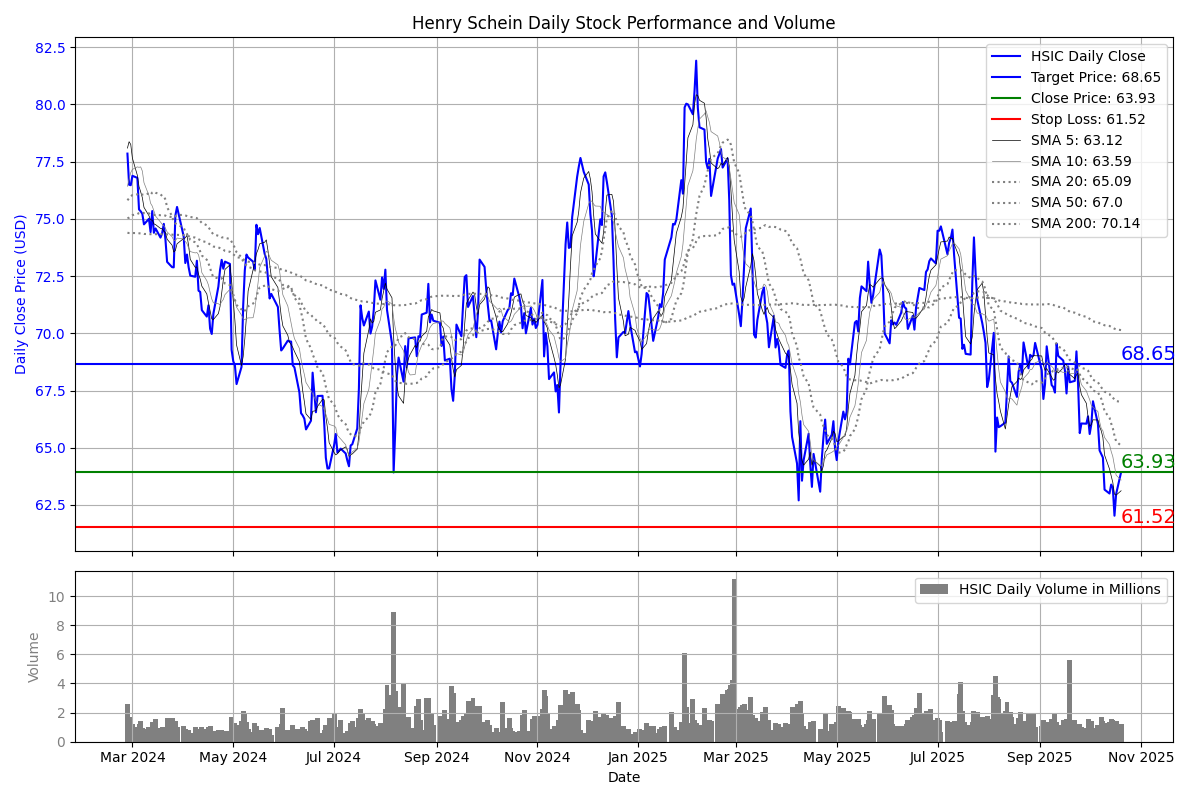 Henry Schein Daily Stock Performance and Volume
82.5
80.0
77.5
75.0
72.5
70.0
67.5
65.0
62.5
Daily Close Price (USD)
HSIC Daily Close
Target Price: 68.65
Close Price: 63.93
Stop Loss: 61.52
SMA 5: 63.12
SMA 10: 63.59
SMA 20: 65.09
SMA 50: 67.0
SMA 200: 70.14
68.65
63.93
61.52
10
8
6
4
2
0
Volume
HSIC Daily Volume in Millions
Mar 2024
May 2024
Jul 2024
Sep 2024
Nov 2024
Jan 2025
Mar 2025
May 2025
Jul 2025
Sep 2025
Nov 2025
Date